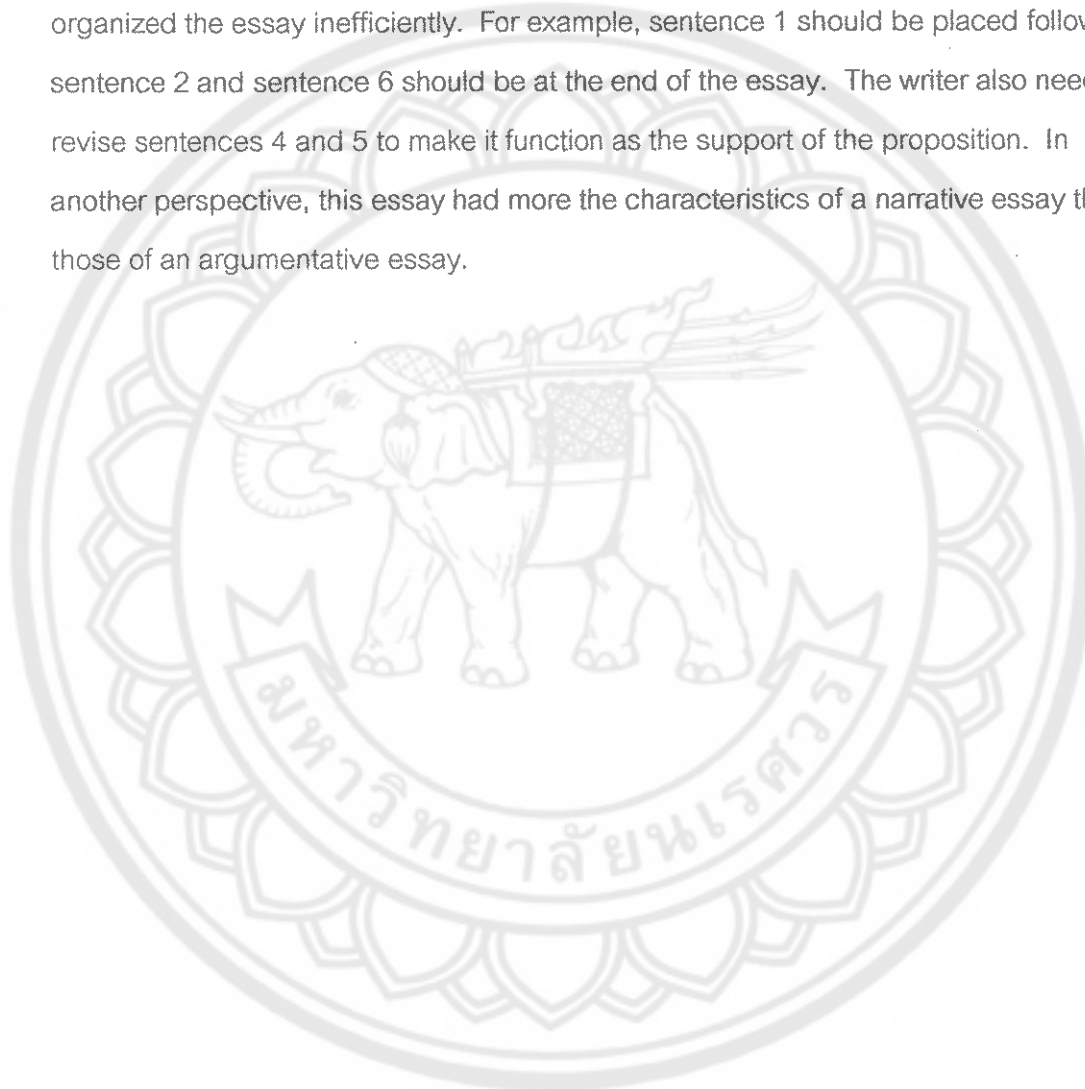 organized the essay inefficiently. For example, sentence 1 should be placed
sentence 2 and sentence 6 should be at the end of the essay. The writer also
revise sentences 4 and 5 to make it function as the support of the proposition. In
another perspective, this essay had more the characteristics of a narrative essay
those of an argumentative essay.
มหาวิทยาลัยนเรศวร